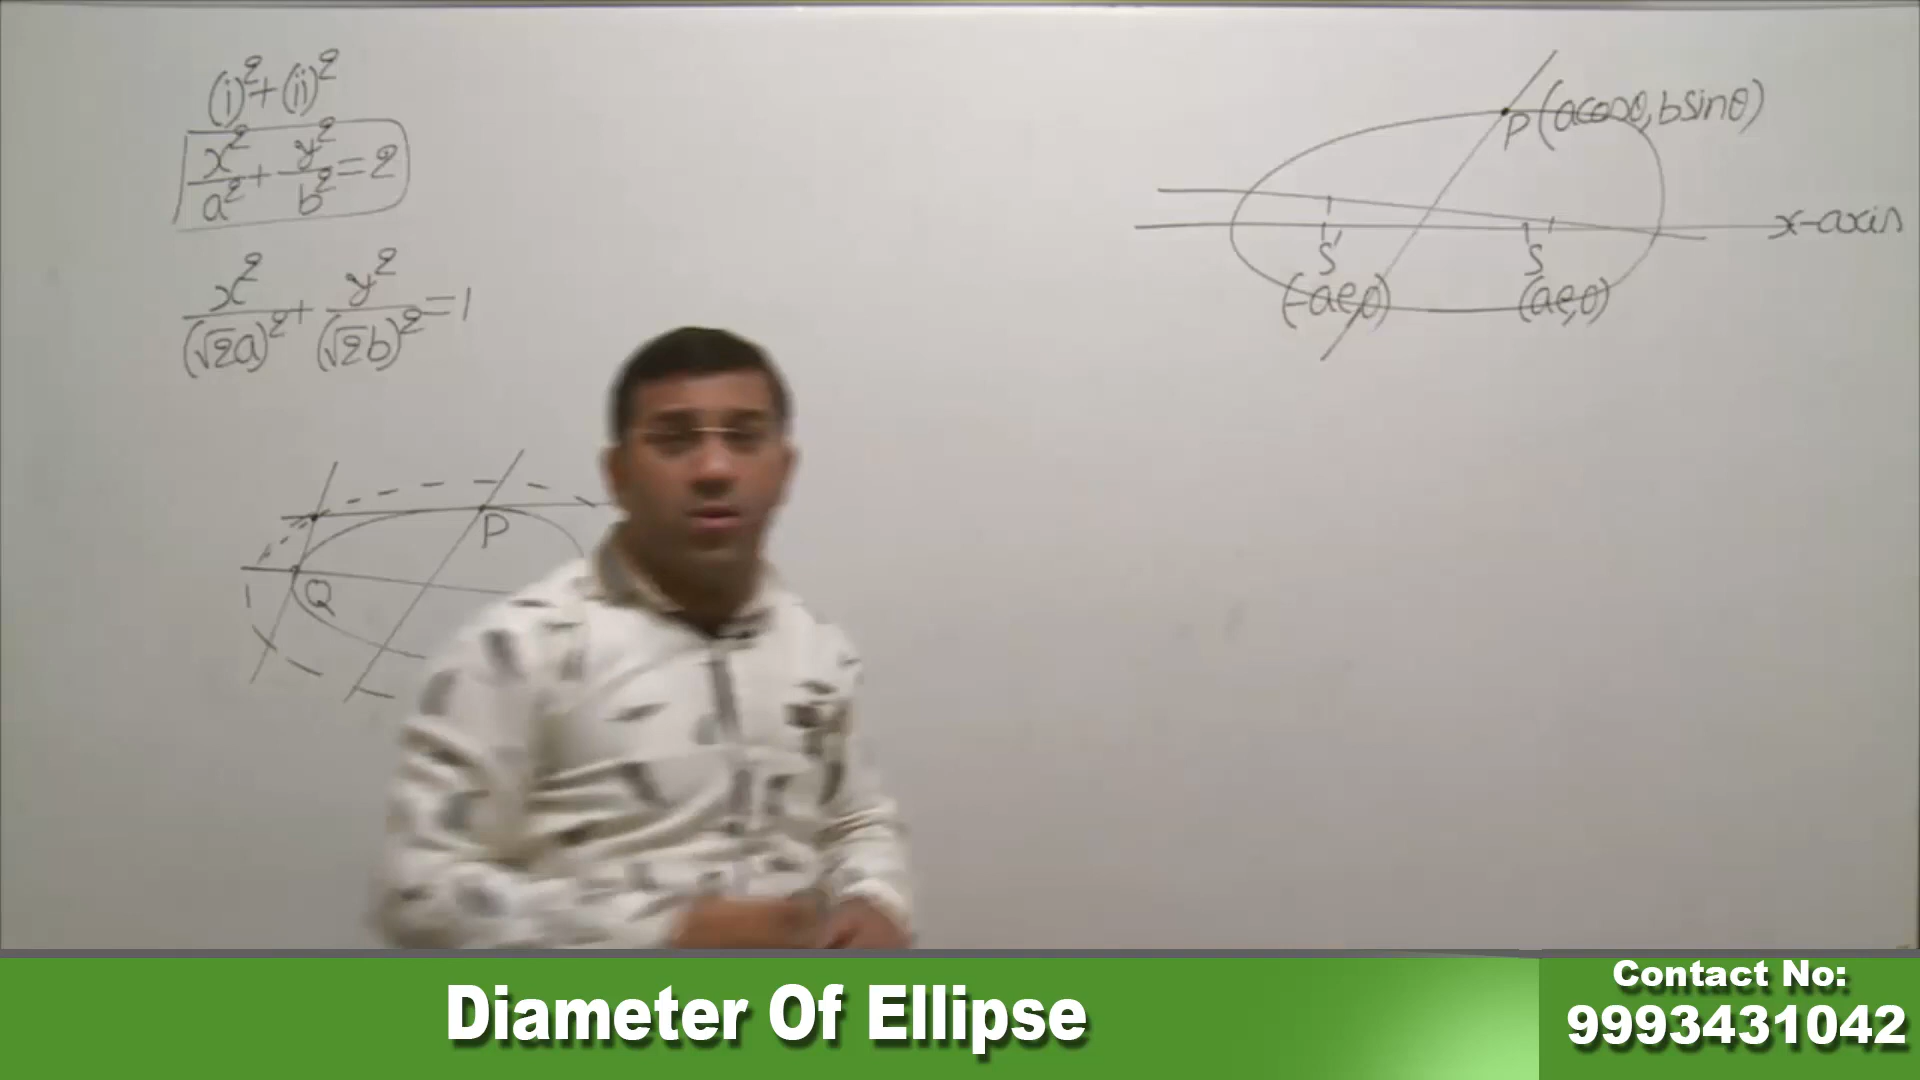 (i)²+(ii)²
x²/a² + y²/b² = 2
x²/(√2a)² + y²/(√2b)² = 1
P
Q
P(acosθ, bsinθ)
x-axis
S' S
(-ae,0) (ae,0)
Diameter Of Ellipse
Contact No:
9993431042